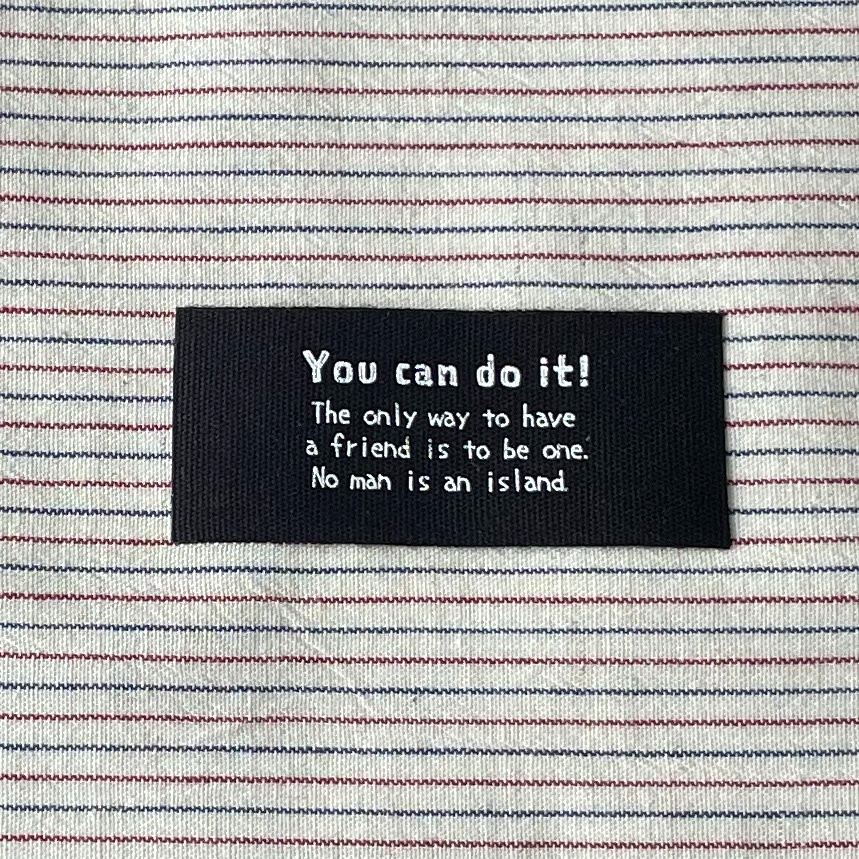 You can do it!
The only way to have
a friend is to be one.
No man is an island.